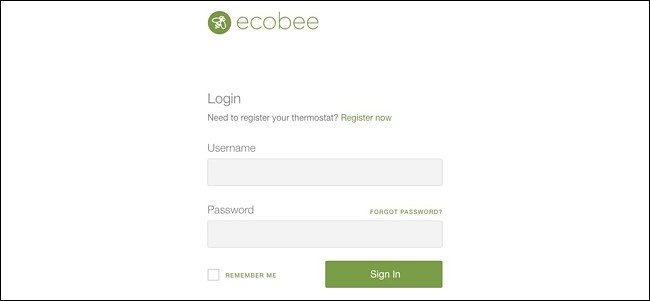 ecobee
Login
Need to register your thermostat? Register now
Username
Password FORGOT PASSWORD?
REMEMBER ME Sign In